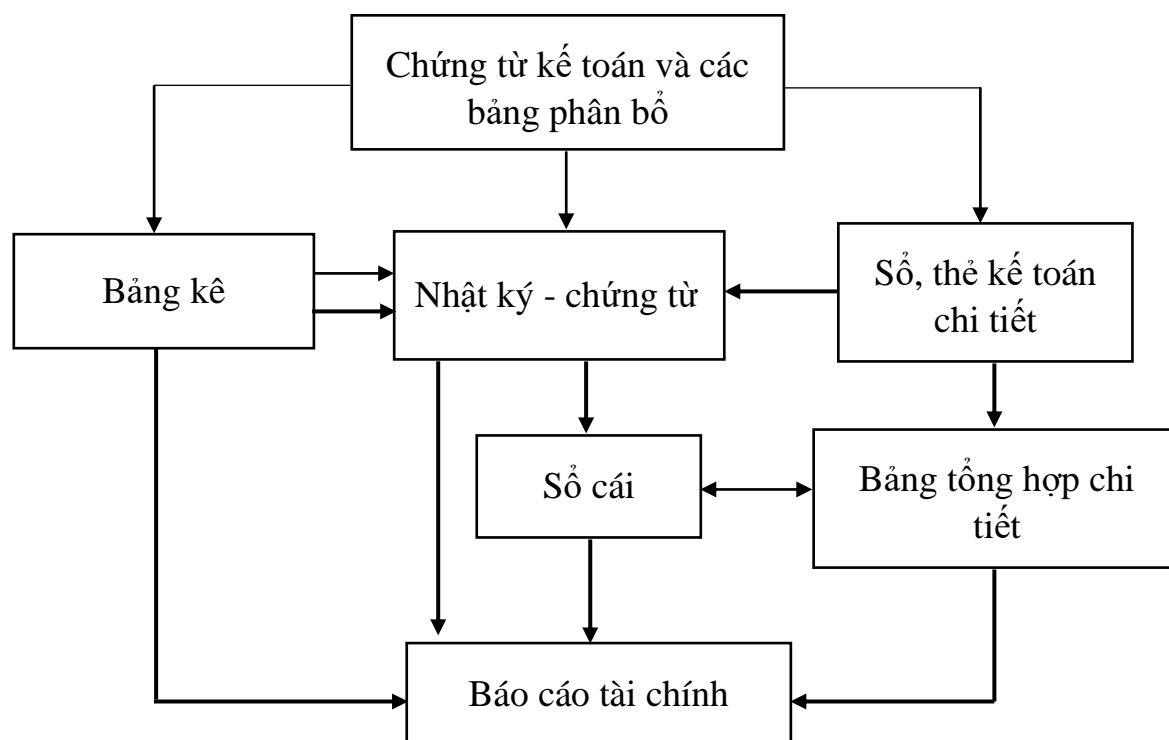 Chứng từ kế toán và các
bảng phân bổ
Bảng kê
Nhật ký - chứng từ
Sổ, thẻ kế toán
chi tiết
Sổ cái
Bảng tổng hợp chi
tiết
Báo cáo tài chính